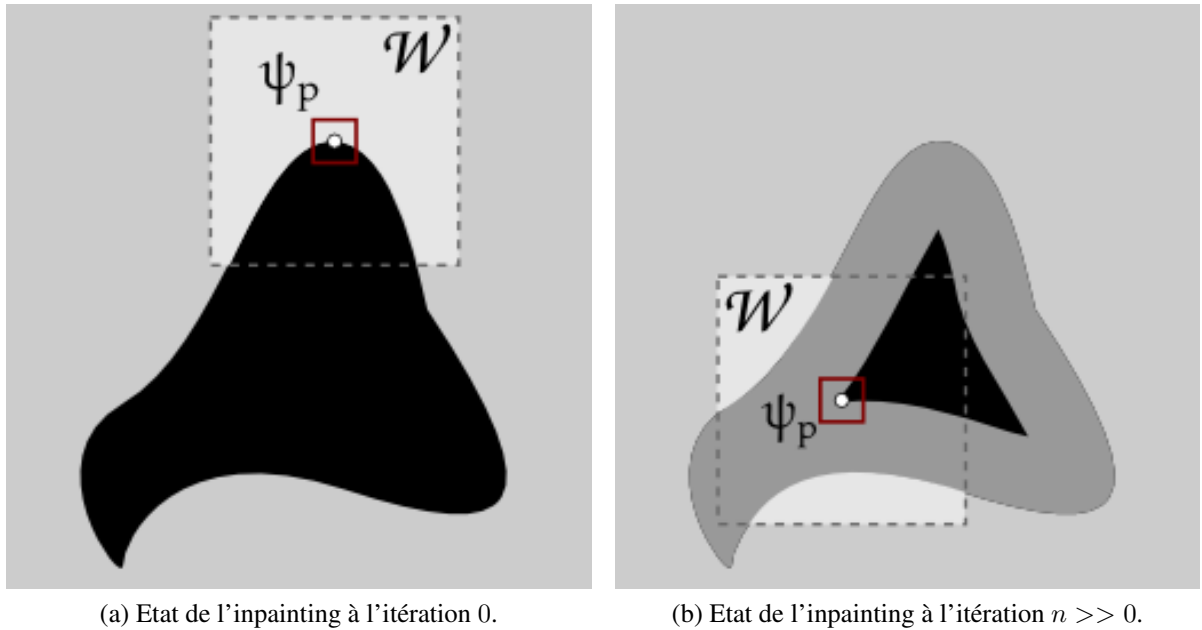 𝒲
ψp
𝒲
ψp
(a) Etat de l'inpainting à l'itération 0.
(b) Etat de l'inpainting à l'itération n >> 0.